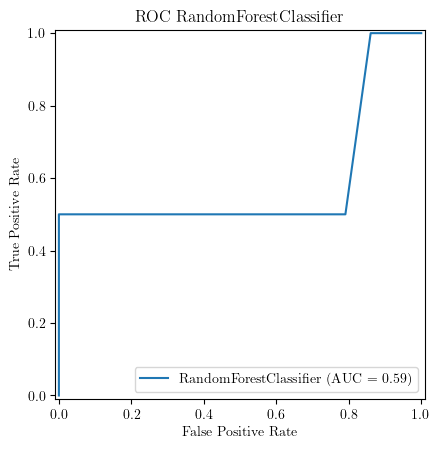 ROC RandomForestClassifier
1.0
0.8
0.6
0.4
0.2
0.0
True Positive Rate
RandomForestClassifier (AUC = 0.59)
0.0 0.2 0.4 0.6 0.8 1.0
False Positive Rate